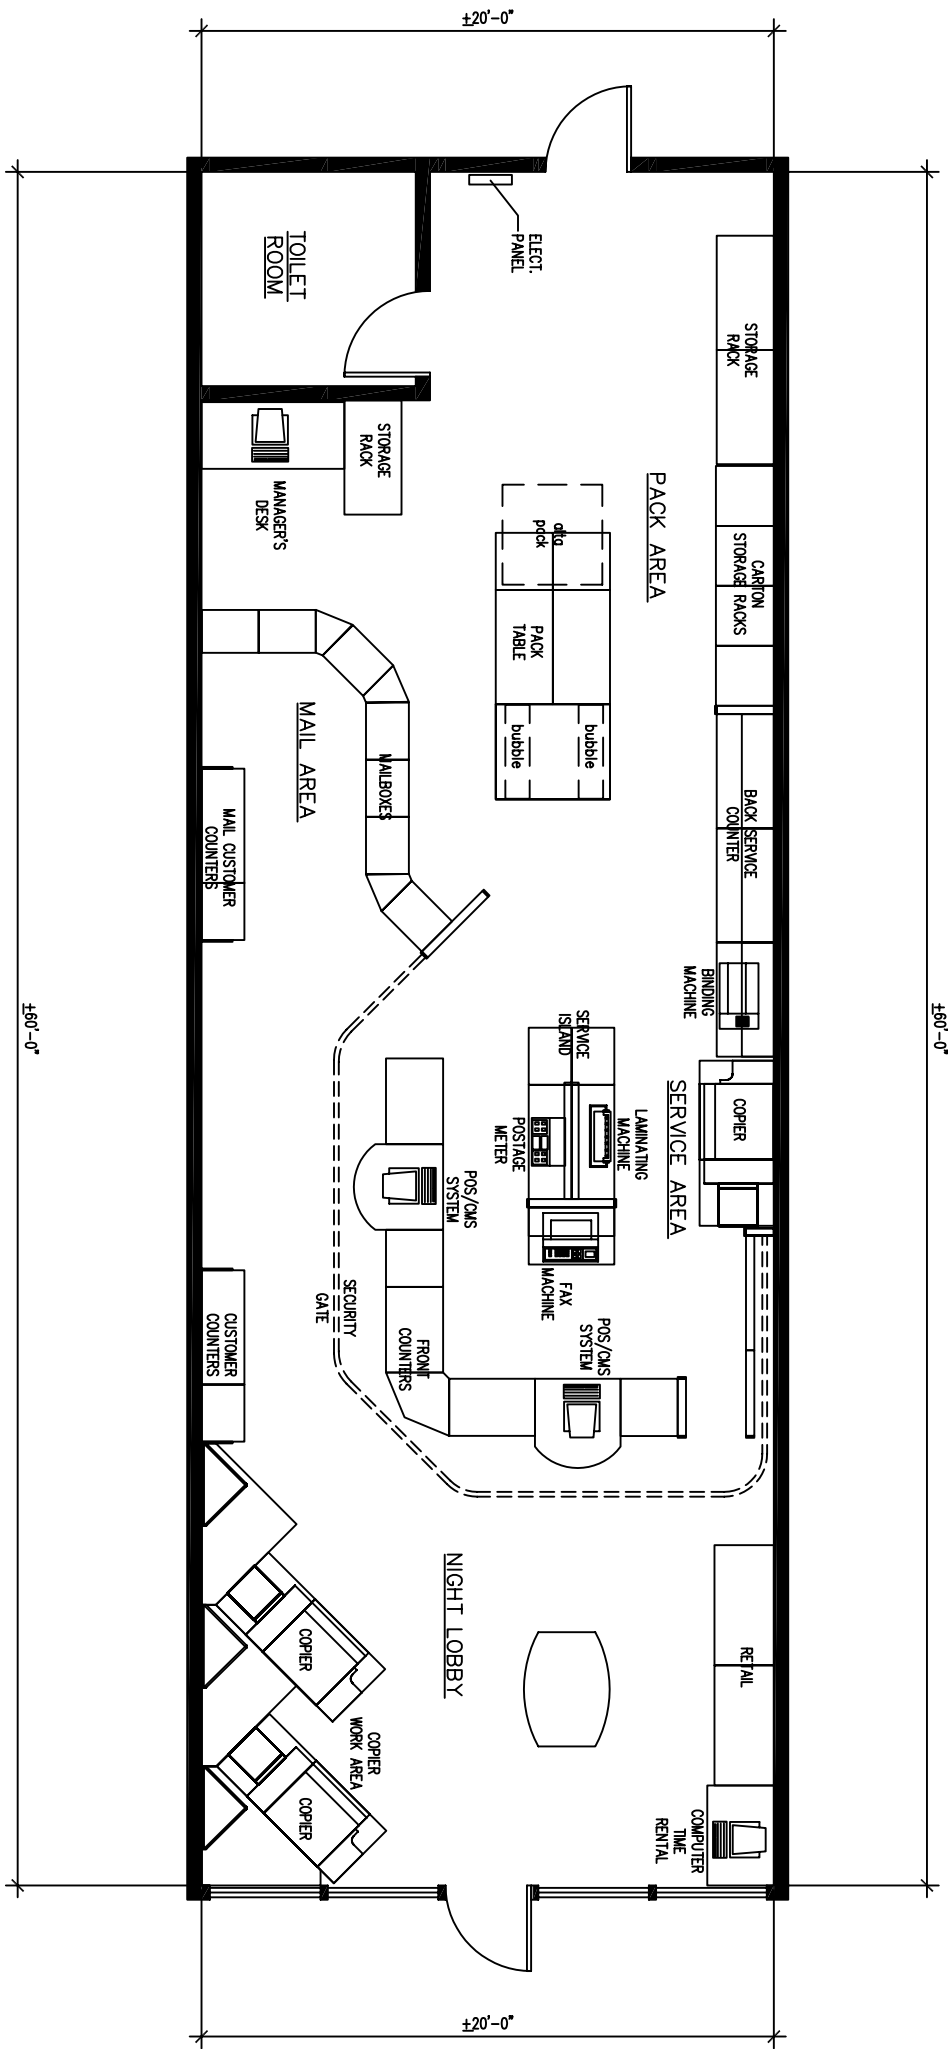 ±20'-0"
±60'-0"
±60'-0"
TOILET
ROOM
ELECT.
PANEL
STORAGE
RACK
STORAGE
RACK
MANAGER'S
DESK
PACK AREA
alta
pack
CARTON
STORAGE RACKS
PACK
TABLE
bubble
bubble
MAIL AREA
MAILBOXES
MAIL CUSTOMER
COUNTERS
BACK SERVICE
COUNTER
BINDING
MACHINE
SERVICE
ISLAND
SERVICE AREA
COPIER
LAMINATING
MACHINE
POSTAGE
METER
POS/CMS
SYSTEM
FAX
MACHINE
SECURITY
GATE
CUSTOMER
COUNTERS
FRONT
COUNTERS
POS/CMS
SYSTEM
NIGHT LOBBY
COPIER
COPIER
WORK AREA
COPIER
RETAIL
COMPUTER
TIME
RENTAL
±20'-0"